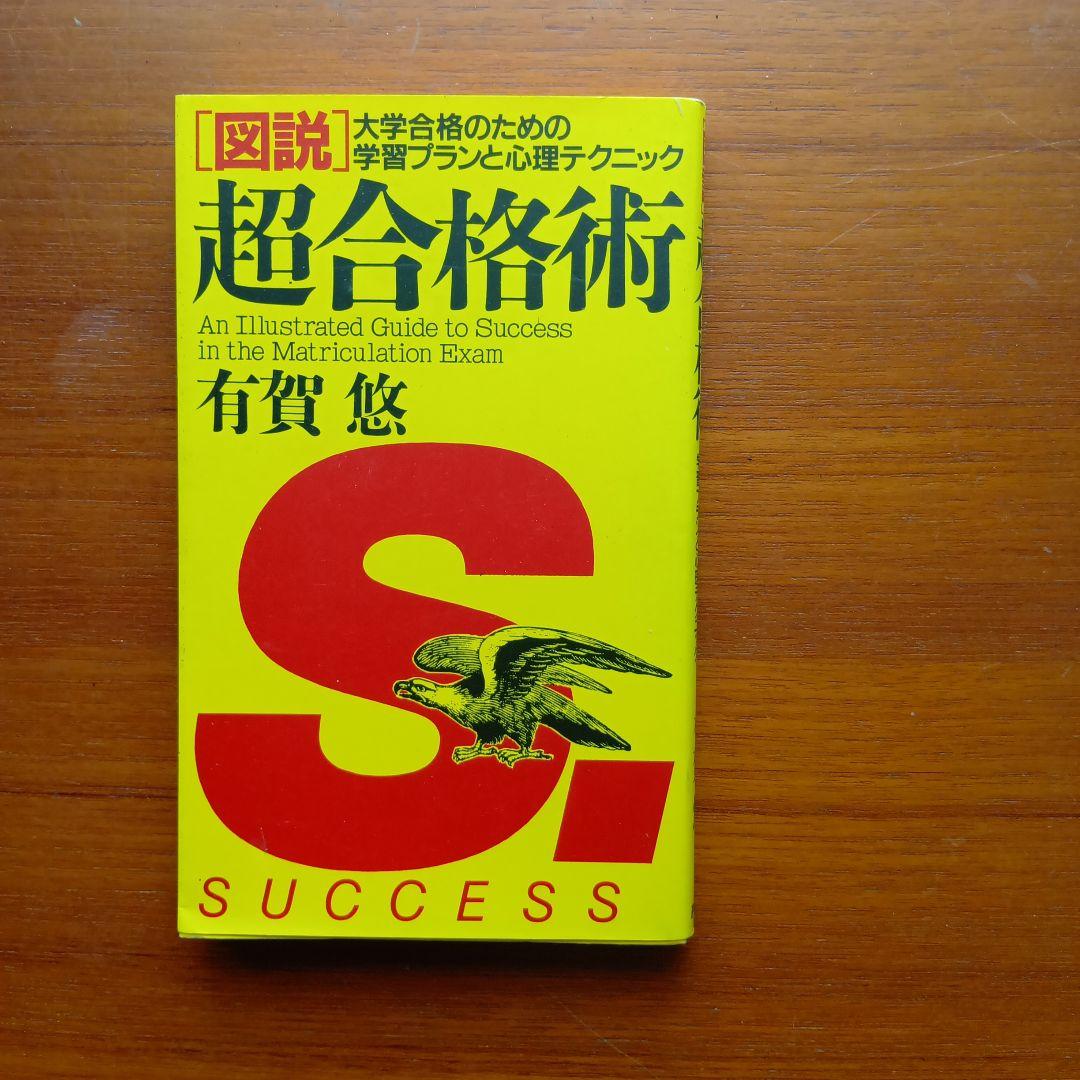 [図説]
大学合格のための
学習プランと心理テクニック
超合格術
An Illustrated Guide to Success
in the Matriculation Exam
有賀 悠
S.
SUCCESS